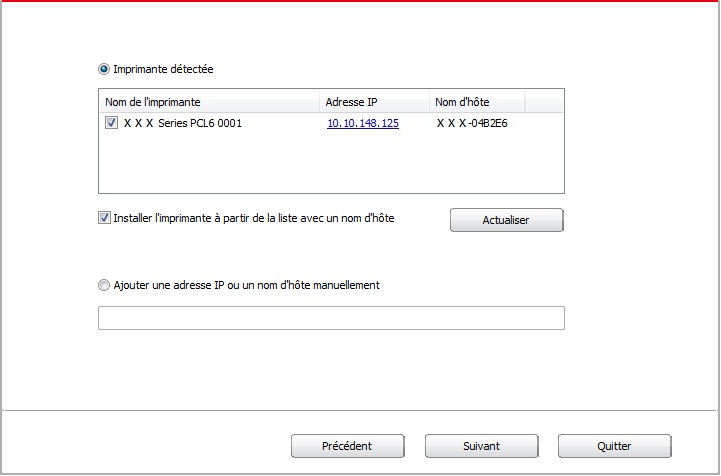 Imprimante détectée
Nom de l'imprimante Adresse IP Nom d'hôte
X X X Series PCL6 0001 10.10.148.125 X X X-04B2E6
Installer l'imprimante à partir de la liste avec un nom d'hôte Actualiser
Ajouter une adresse IP ou un nom d'hôte manuellement
Précédent Suivant Quitter